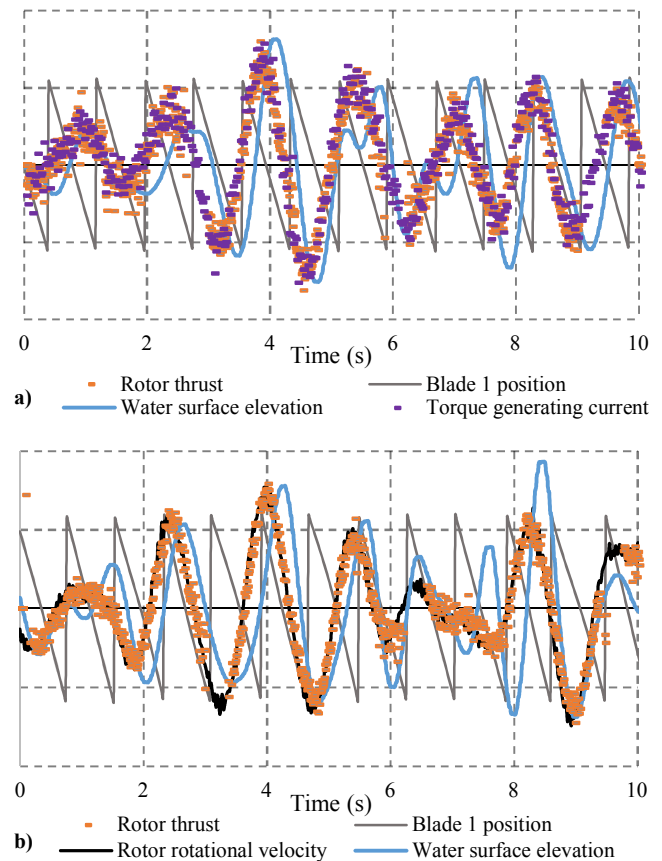 0 2 4 6 8 10
Time (s)
Rotor thrust Blade 1 position
a) Water surface elevation Torque generating current
0 2 4 6 8 10
Time (s)
Rotor thrust Blade 1 position
b) Rotor rotational velocity Water surface elevation